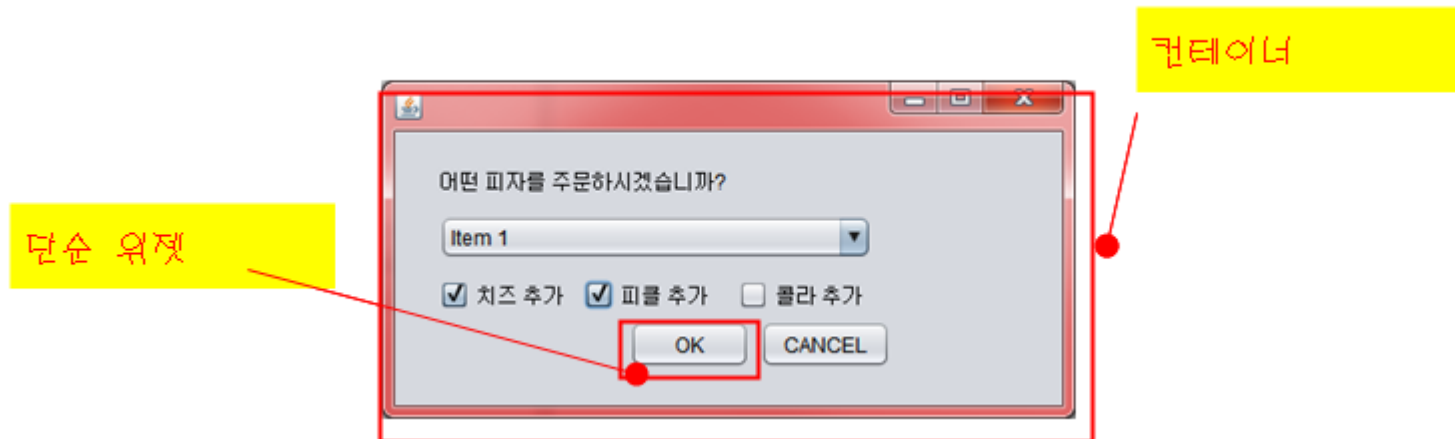 컨테이너
어떤 피자를 주문하시겠습니까?
단순 위젯
Item 1
치즈 추가 피클 추가 콜라 추가
OK CANCEL